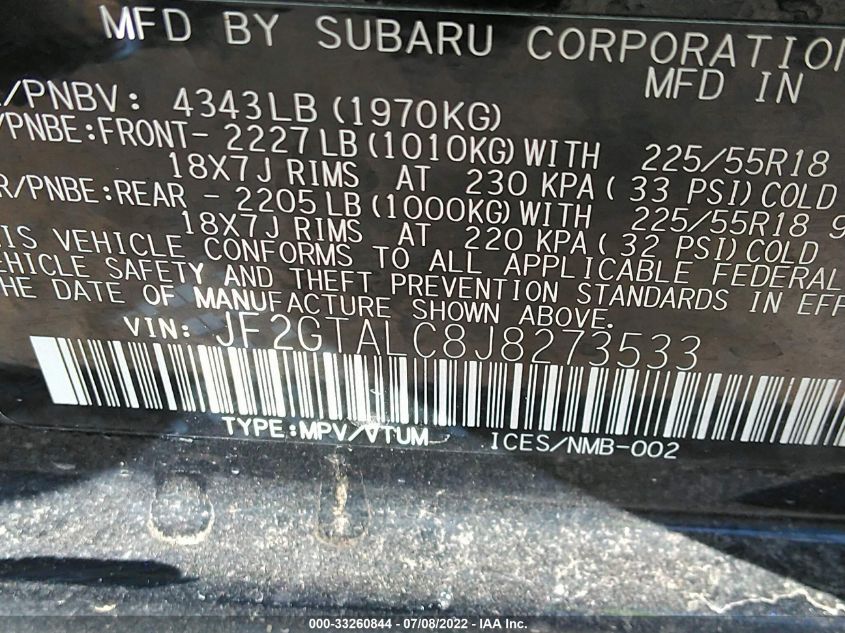 MFD BY SUBARU CORPORATION
MFD IN
/PNBV: 4343LB (1970KG)
/PNBE:FRONT- 2227LB(1010KG)WITH 225/55R18
18X7J RIMS AT 230 KPA( 33 PSI)COLD
R/PNBE:REAR - 2205LB(1000KG)WITH 225/55R18 9
18X7J RIMS AT 220 KPA( 32 PSI)COLD
IS VEHICLE CONFORMS TO ALL APPLICABLE FEDERAL
EHICLE SAFETY AND THEFT PREVENTION STANDARDS IN EFF
HE DATE OF MANUFACTURE SHOWN ABOVE.
VIN: JF2GTALC8J8273533
TYPE:MPV/VTUM ICES/NMB-002
000-33260844 / 07/08/2022 - IAA Inc.